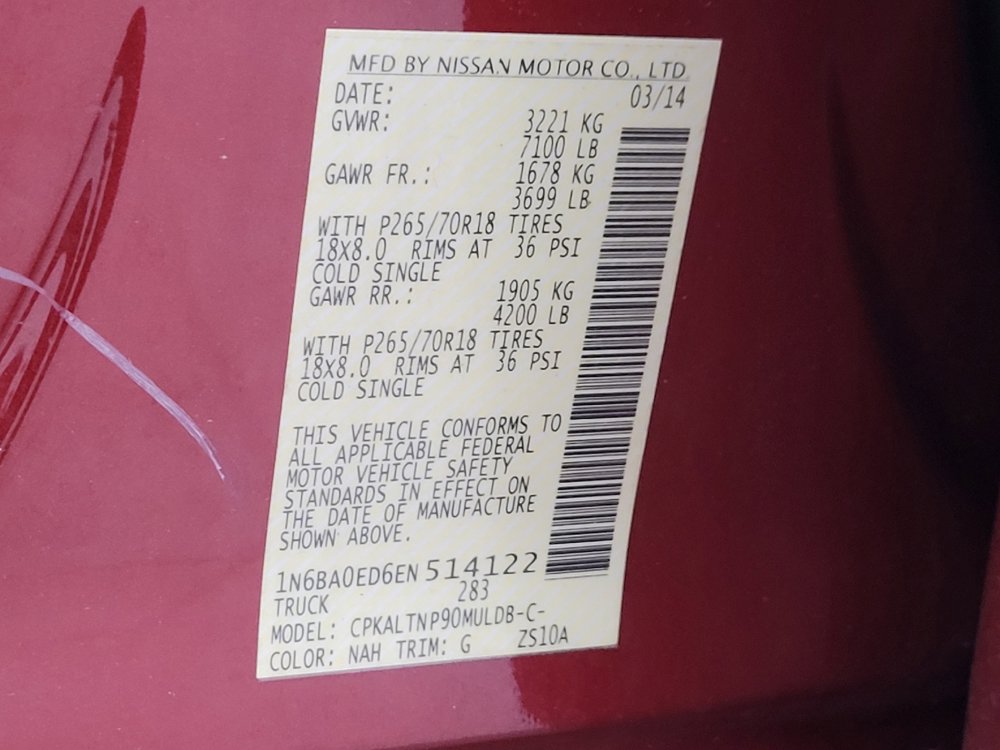 MFD BY NISSAN MOTOR CO., LTD.
DATE: 03/14
GVWR: 3221 KG
7100 LB
GAWR FR.: 1678 KG
3699 LB
WITH P265/70R18 TIRES
18X8.0 RIMS AT 36 PSI
COLD SINGLE
GAWR RR.: 1905 KG
4200 LB
WITH P265/70R18 TIRES
18X8.0 RIMS AT 36 PSI
COLD SINGLE
THIS VEHICLE CONFORMS TO
ALL APPLICABLE FEDERAL
MOTOR VEHICLE SAFETY
STANDARDS IN EFFECT ON
THE DATE OF MANUFACTURE
SHOWN ABOVE.
1N6BA0ED6EN514122
TRUCK 283
MODEL: CPKALTNP90MULDB-C-
COLOR: NAH TRIM: G ZS10A